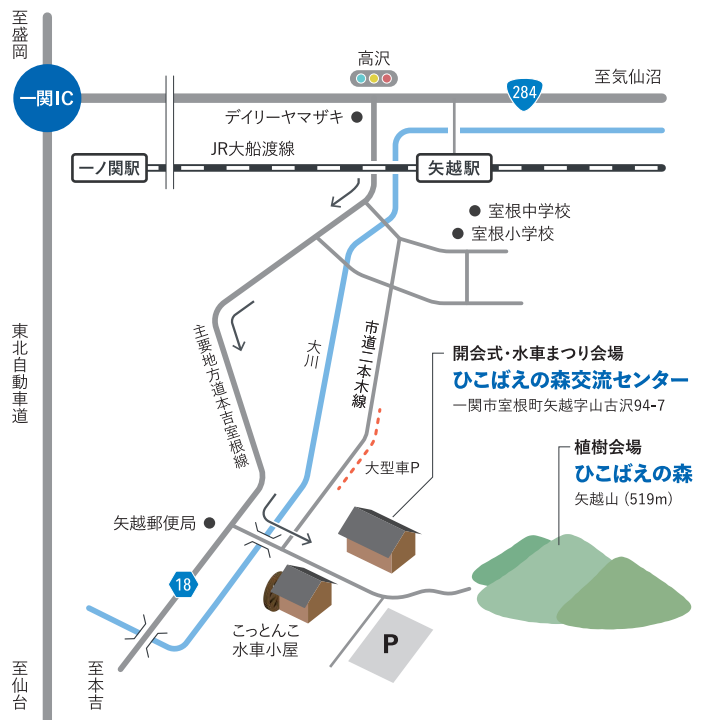 至盛岡
高沢
一関IC
284
至気仙沼
デイリーヤマザキ
JR大船渡線
一ノ関駅
矢越駅
室根中学校
室根小学校
東北自動車道
主要地方道本吉室根線
大川
市道二本木線
開会式・水車まつり会場
ひこばえの森交流センター
一関市室根町矢越字山古沢94-7
大型車P
植樹会場
ひこばえの森
矢越山（519m）
矢越郵便局
18
こっとんこ
水車小屋
P
至仙台
至本吉